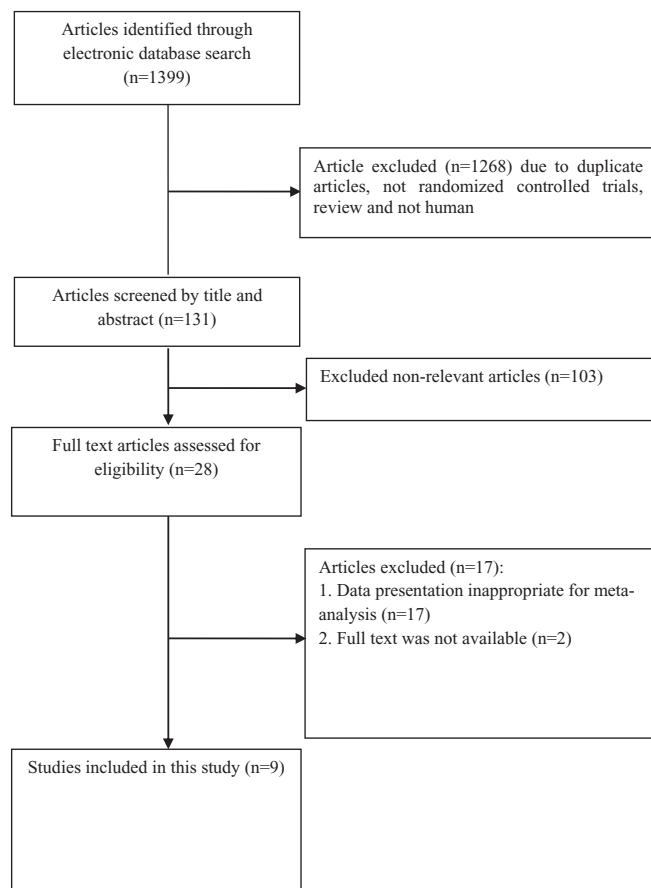 Articles identified through
electronic database search
(n=1399)
Article excluded (n=1268) due to duplicate
articles, not randomized controlled trials,
review and not human
Articles screened by title and
abstract (n=131)
Excluded non-relevant articles (n=103)
Full text articles assessed for
eligibility (n=28)
Articles excluded (n=17):
1. Data presentation inappropriate for meta-
analysis (n=17)
2. Full text was not available (n=2)
Studies included in this study (n=9)